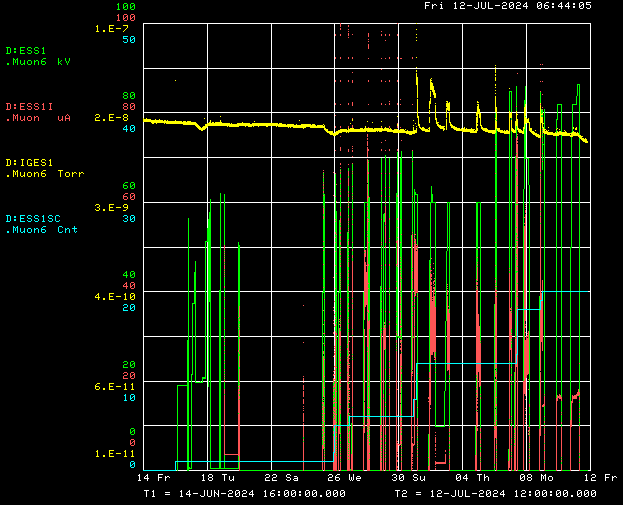 Fri 12-JUL-2024 06:44:05
100
100
1.E-7
50
D:ESS1
.Muon6 kV
80
D:ESS1I
80
.Muon uA
2.E-8
40
D:IGES1
.Muon6 Torr
60
60
3.E-9
D:ESS1SC
30
.Muon6 Cnt
40
40
4.E-10
20
20
20
6.E-11
10
0
0
1.E-11
0
14 Fr 18 Tu 22 Sa 26 We 30 Su 04 Th 08 Mo 12 Fr
T1 = 14-JUN-2024 16:00:00.000 T2 = 12-JUL-2024 12:00:00.000